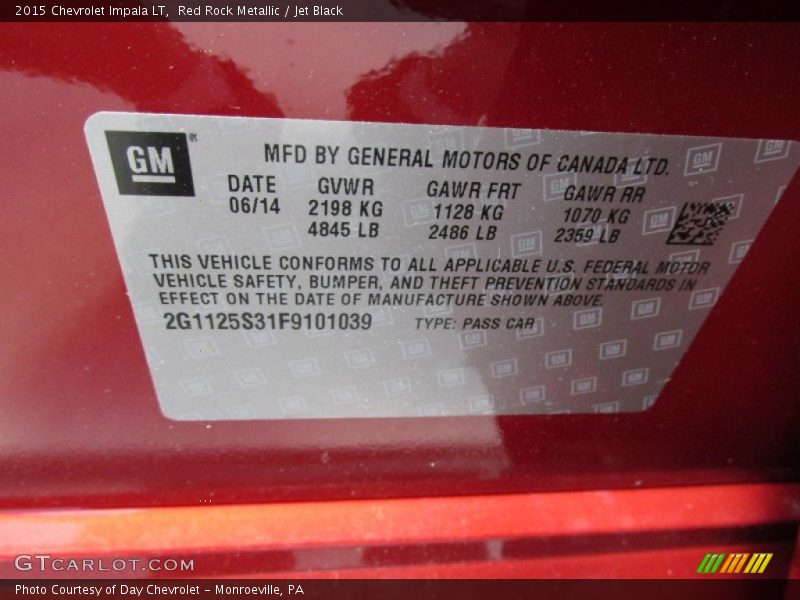 2015 Chevrolet Impala LT, Red Rock Metallic / Jet Black
GM
MFD BY GENERAL MOTORS OF CANADA LTD.
DATE GVWR GAWR FRT GAWR RR
06/14 2198 KG 1128 KG 1070 KG
4845 LB 2486 LB 2359 LB
THIS VEHICLE CONFORMS TO ALL APPLICABLE U.S. FEDERAL MOTOR
VEHICLE SAFETY, BUMPER, AND THEFT PREVENTION STANDARDS IN
EFFECT ON THE DATE OF MANUFACTURE SHOWN ABOVE.
2G1125S31F9101039 TYPE: PASS CAR
GTCARLOT.COM
Photo Courtesy of Day Chevrolet – Monroeville, PA